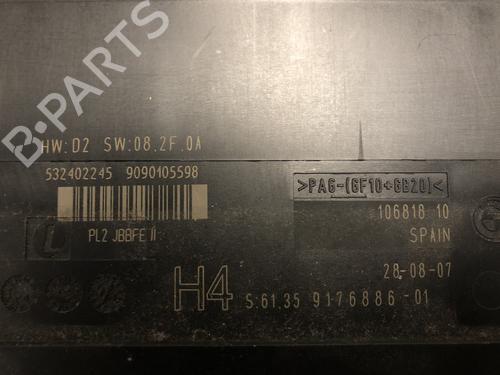 B-PARTS
HW:D2 SW:08.2F.0A
532402245 9090105598
PL2 JBBFE II
L
>PA6-(GF10+GB20)<
106818 10
SPAIN
28-08-07
H4 S:61.35 9176886-01